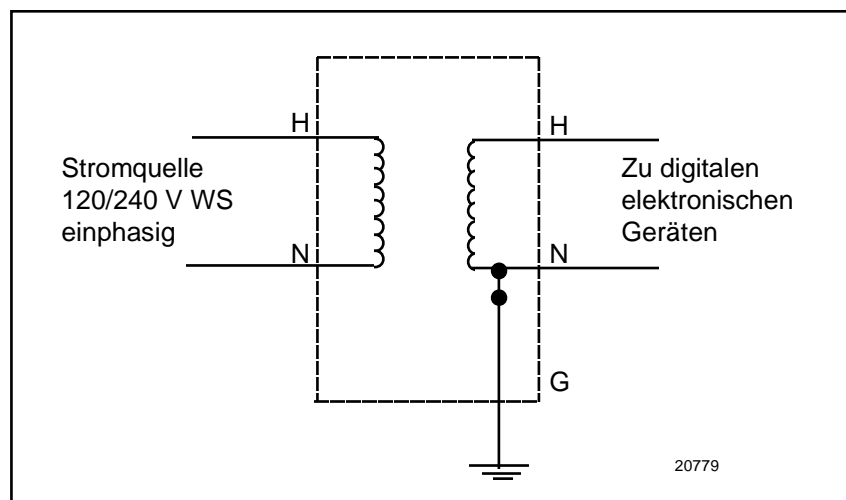 H
H
Stromquelle
120/240 V WS
einphasig
Zu digitalen
elektronischen
Geräten
N
N
G
20779